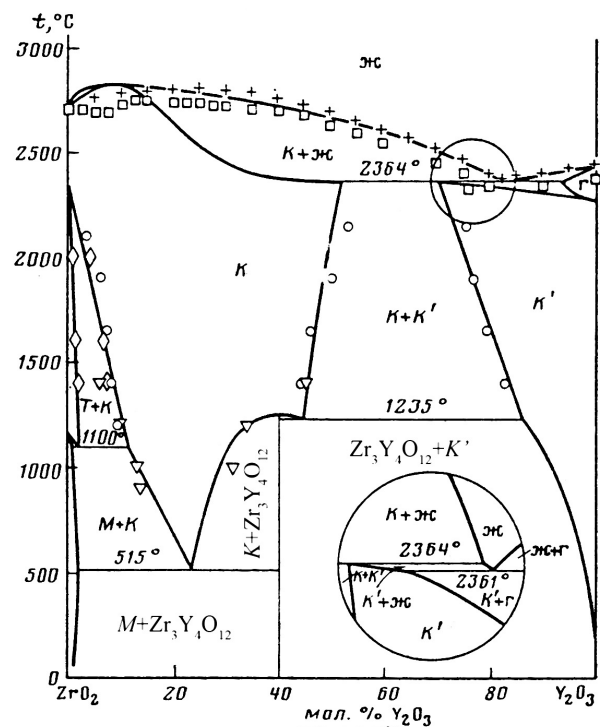 t,°C
3000
ж
2500
К+ж
2364°
Г
2000
К
К+К'
К'
1500
Т+К
1235°
1100°
Zr₃Y₄O₁₂+K'
1000
М+К
K+Zr₃Y₄O₁₂
К+ж
ж
ж+Г
2364°
515°
К+К'
2361°
500
К'+ж
К'+Г
К'
M+Zr₃Y₄O₁₂
0
ZrO₂
20
40
60
80
Y₂O₃
мол. % Y₂O₃